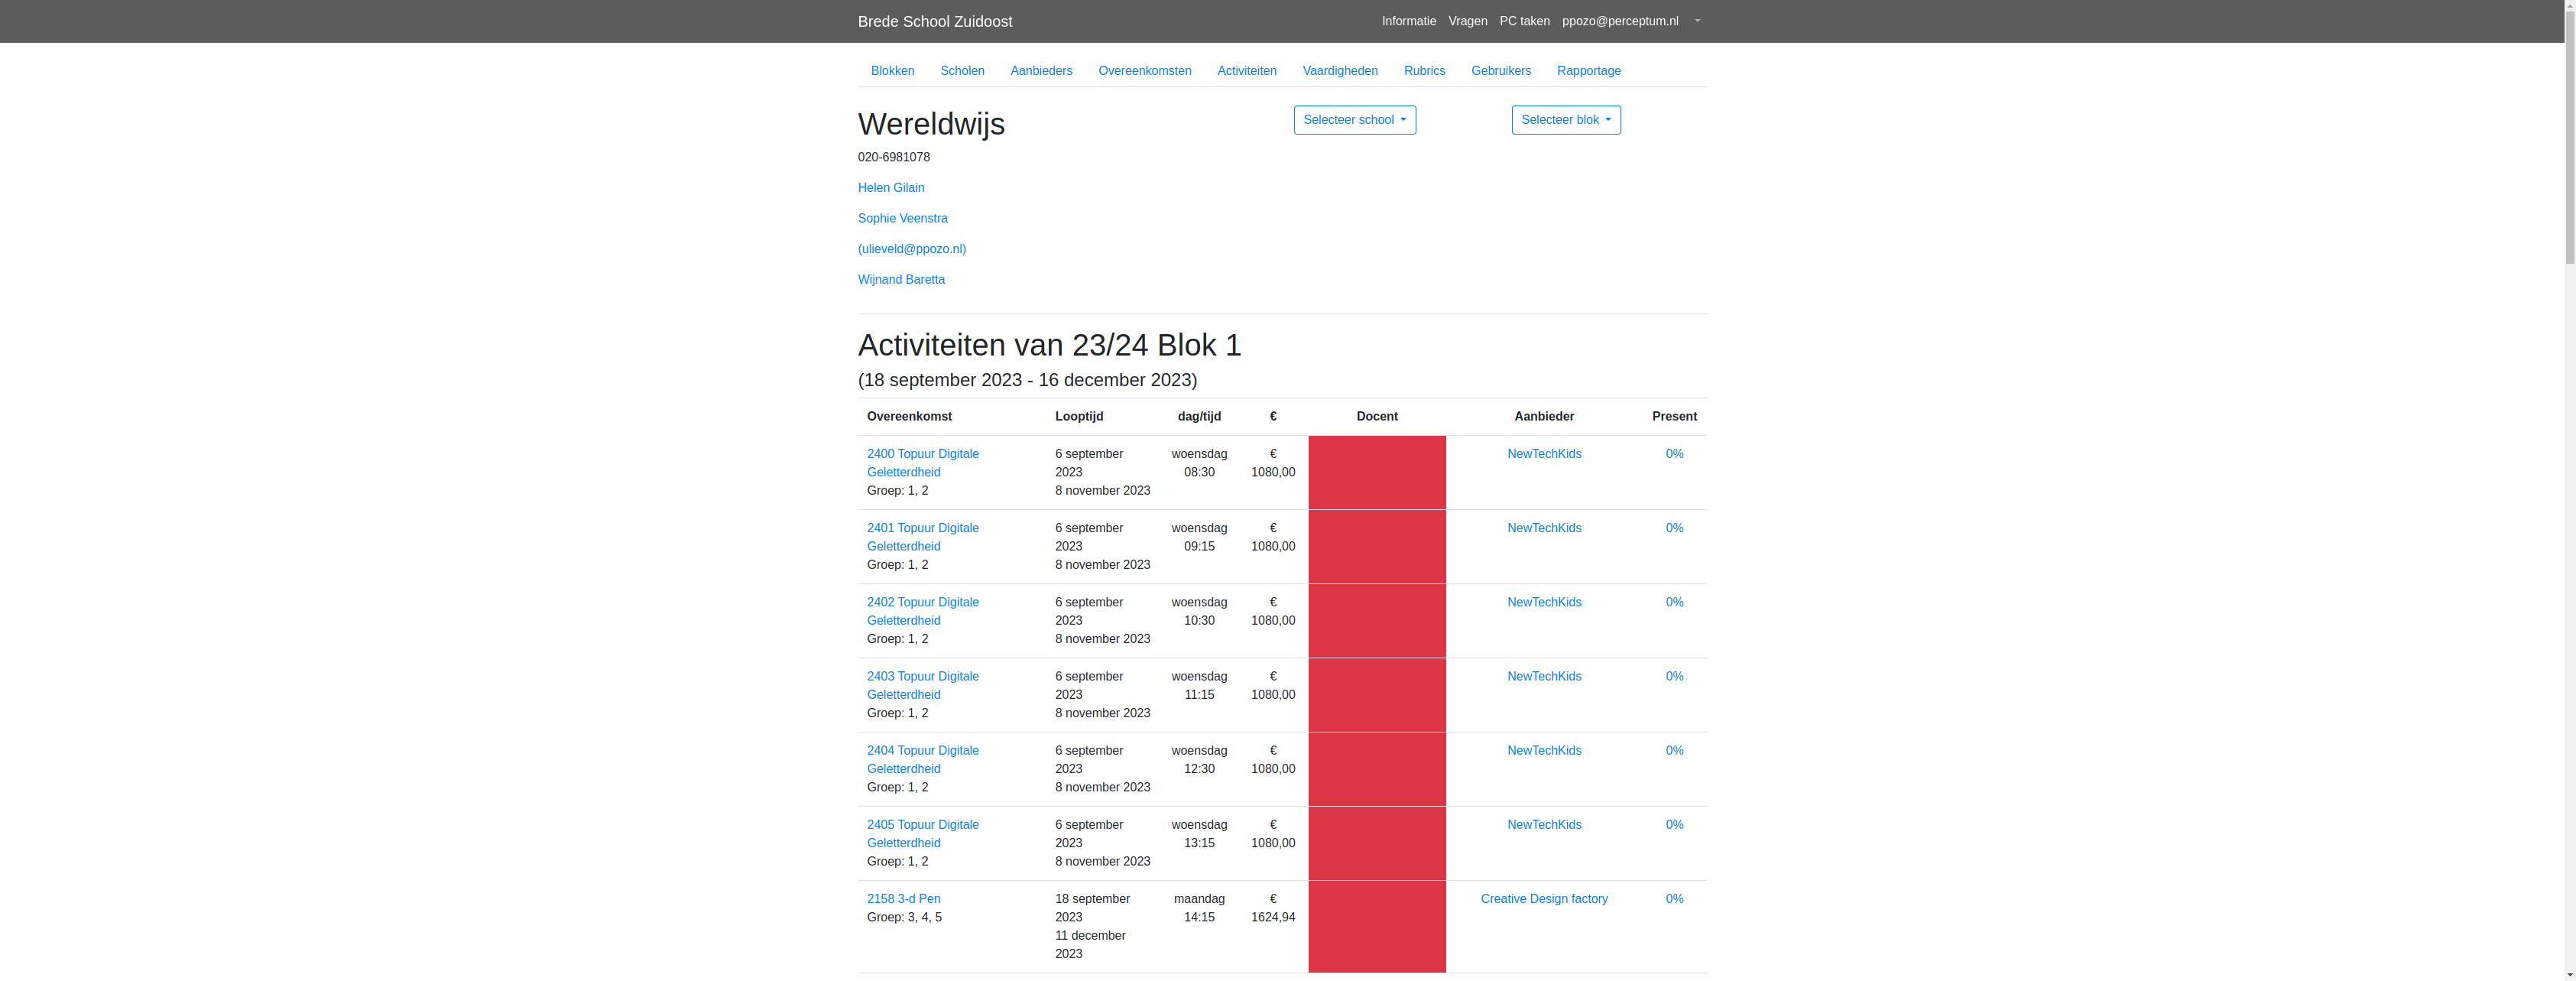 Brede School Zuidoost
Informatie Vragen PC taken ppozo@perceptum.nl
Blokken Scholen Aanbieders Overeenkomsten Activiteiten Vaardigheden Rubrics Gebruikers Rapportage
Wereldwijs
Selecteer school
Selecteer blok
020-6981078
Helen Gilain
Sophie Veenstra
(ulieveld@ppozo.nl)
Wijnand Baretta
Activiteiten van 23/24 Blok 1
(18 september 2023 - 16 december 2023)
Overeenkomst Looptijd dag/tijd € Docent Aanbieder Present
2400 Topuur Digitale 6 september woensdag € NewTechKids 0%
Geletterdheid 2023 08:30 1080,00
Groep: 1, 2 8 november 2023
2401 Topuur Digitale 6 september woensdag € NewTechKids 0%
Geletterdheid 2023 09:15 1080,00
Groep: 1, 2 8 november 2023
2402 Topuur Digitale 6 september woensdag € NewTechKids 0%
Geletterdheid 2023 10:30 1080,00
Groep: 1, 2 8 november 2023
2403 Topuur Digitale 6 september woensdag € NewTechKids 0%
Geletterdheid 2023 11:15 1080,00
Groep: 1, 2 8 november 2023
2404 Topuur Digitale 6 september woensdag € NewTechKids 0%
Geletterdheid 2023 12:30 1080,00
Groep: 1, 2 8 november 2023
2405 Topuur Digitale 6 september woensdag € NewTechKids 0%
Geletterdheid 2023 13:15 1080,00
Groep: 1, 2 8 november 2023
2158 3-d Pen 18 september maandag € Creative Design factory 0%
Groep: 3, 4, 5 2023 14:15 1624,94
11 december
2023